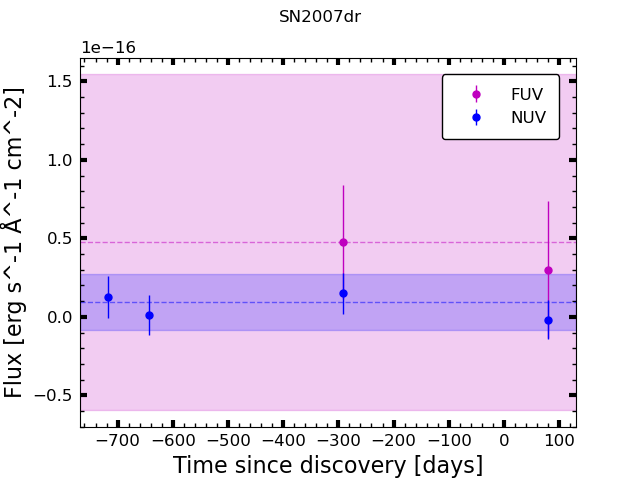 SN2007dr
1e−16
1.5
1.0
0.5
0.0
−0.5
Flux [erg s^-1 Å^-1 cm^-2]
FUV
NUV
−700 −600 −500 −400 −300 −200 −100 0 100
Time since discovery [days]